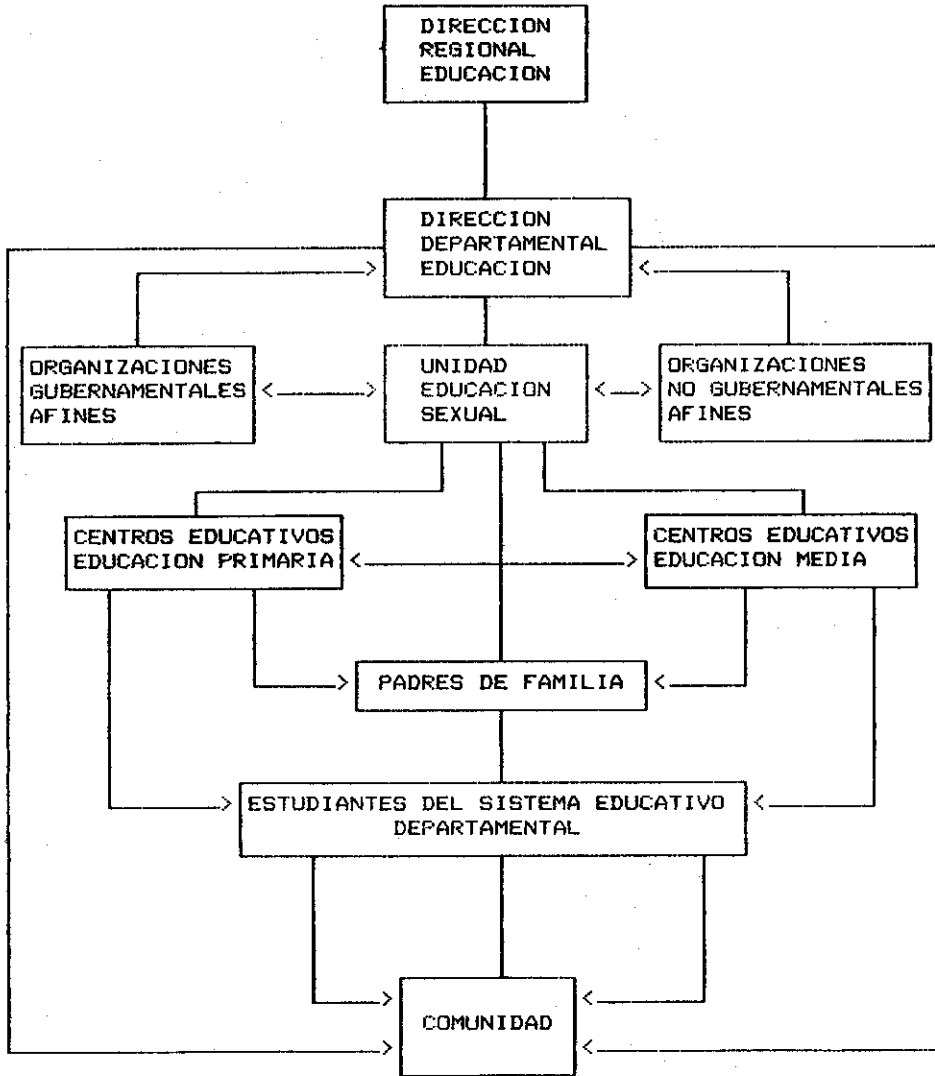 DIRECCION
REGIONAL
EDUCACION
DIRECCION
DEPARTAMENTAL
EDUCACION
ORGANIZACIONES
GUBERNAMENTALES
AFINES
UNIDAD
EDUCACION
SEXUAL
ORGANIZACIONES
NO GUBERNAMENTALES
AFINES
CENTROS EDUCATIVOS
EDUCACION PRIMARIA
CENTROS EDUCATIVOS
EDUCACION MEDIA
PADRES DE FAMILIA
ESTUDIANTES DEL SISTEMA EDUCATIVO
DEPARTAMENTAL
COMUNIDAD